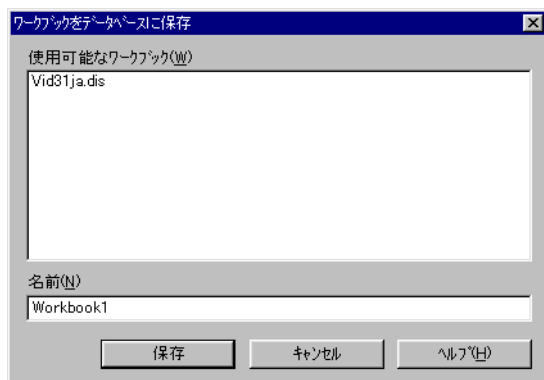 ﾜｰｸﾌﾞｯｸをﾃﾞｰﾀﾍﾞｰｽに保存
使用可能なﾜｰｸﾌﾞｯｸ(W)
Vid31ja.dis
名前(N)
Workbook1
保存 ｷｬﾝｾﾙ ﾍﾙﾌﾟ(H)